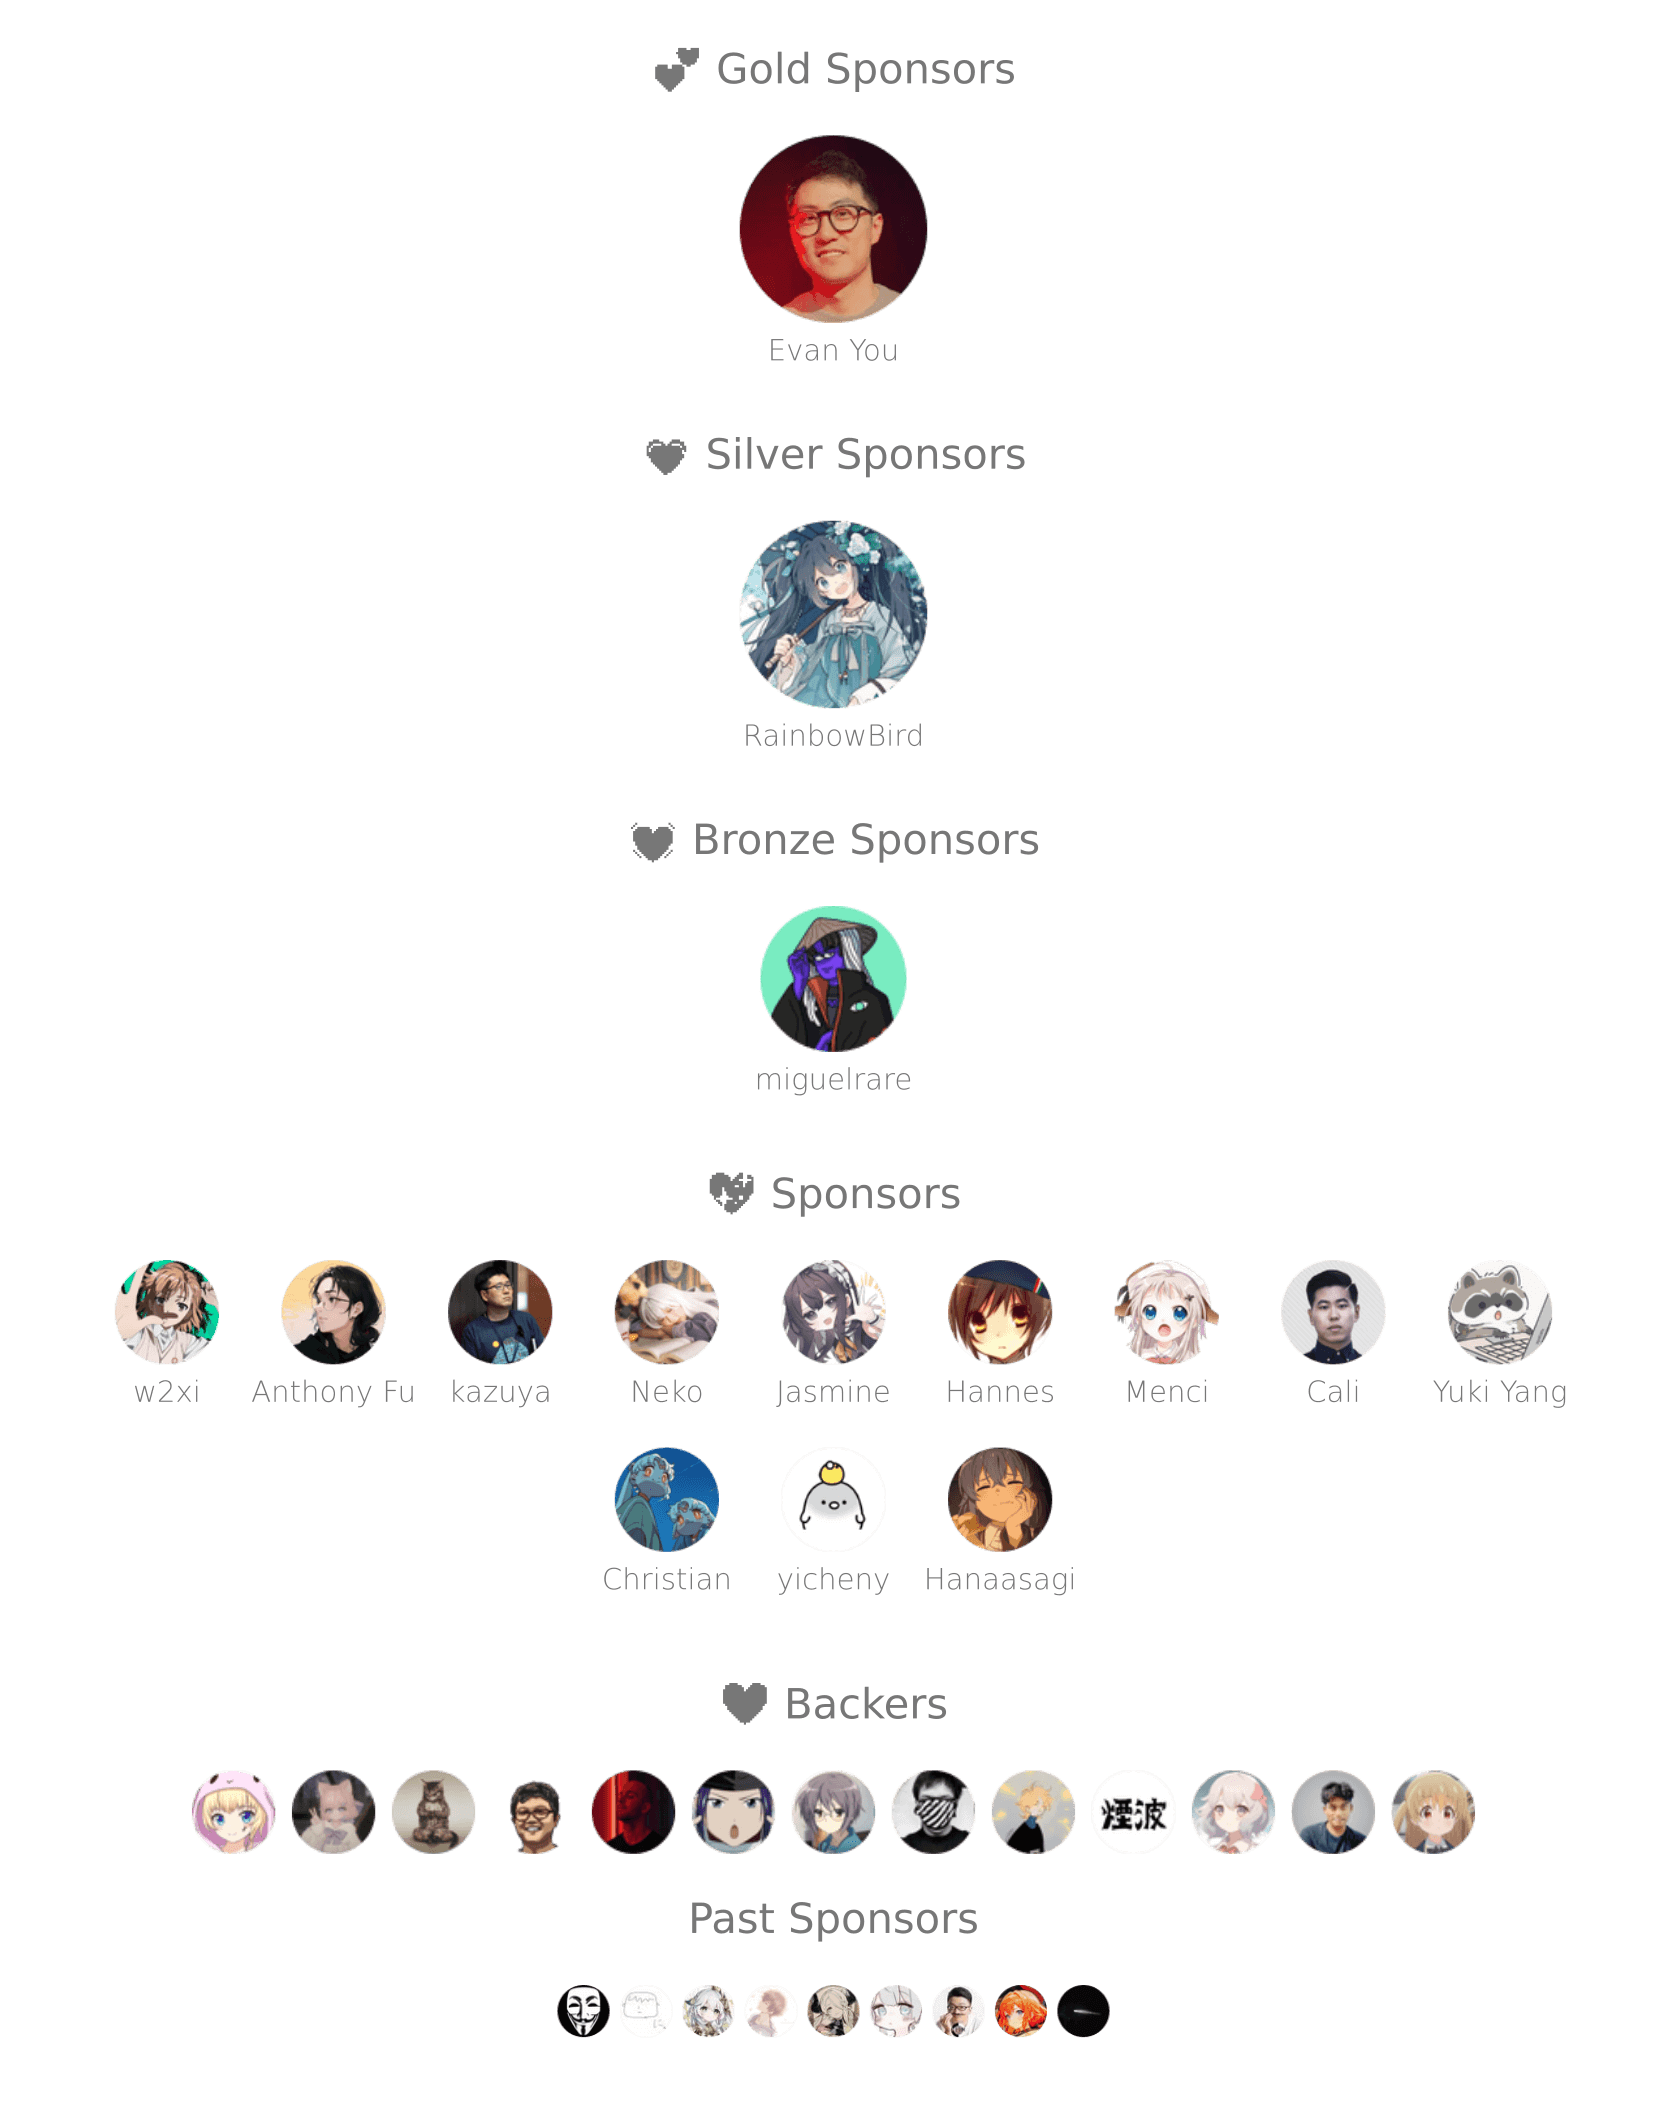 Gold Sponsors
Evan You
Silver Sponsors
RainbowBird
Bronze Sponsors
miguelrare
Sponsors
w2xi Anthony Fu kazuya Neko Jasmine Hannes Menci Cali Yuki Yang
Christian yicheny Hanaasagi
Backers
煙波
Past Sponsors